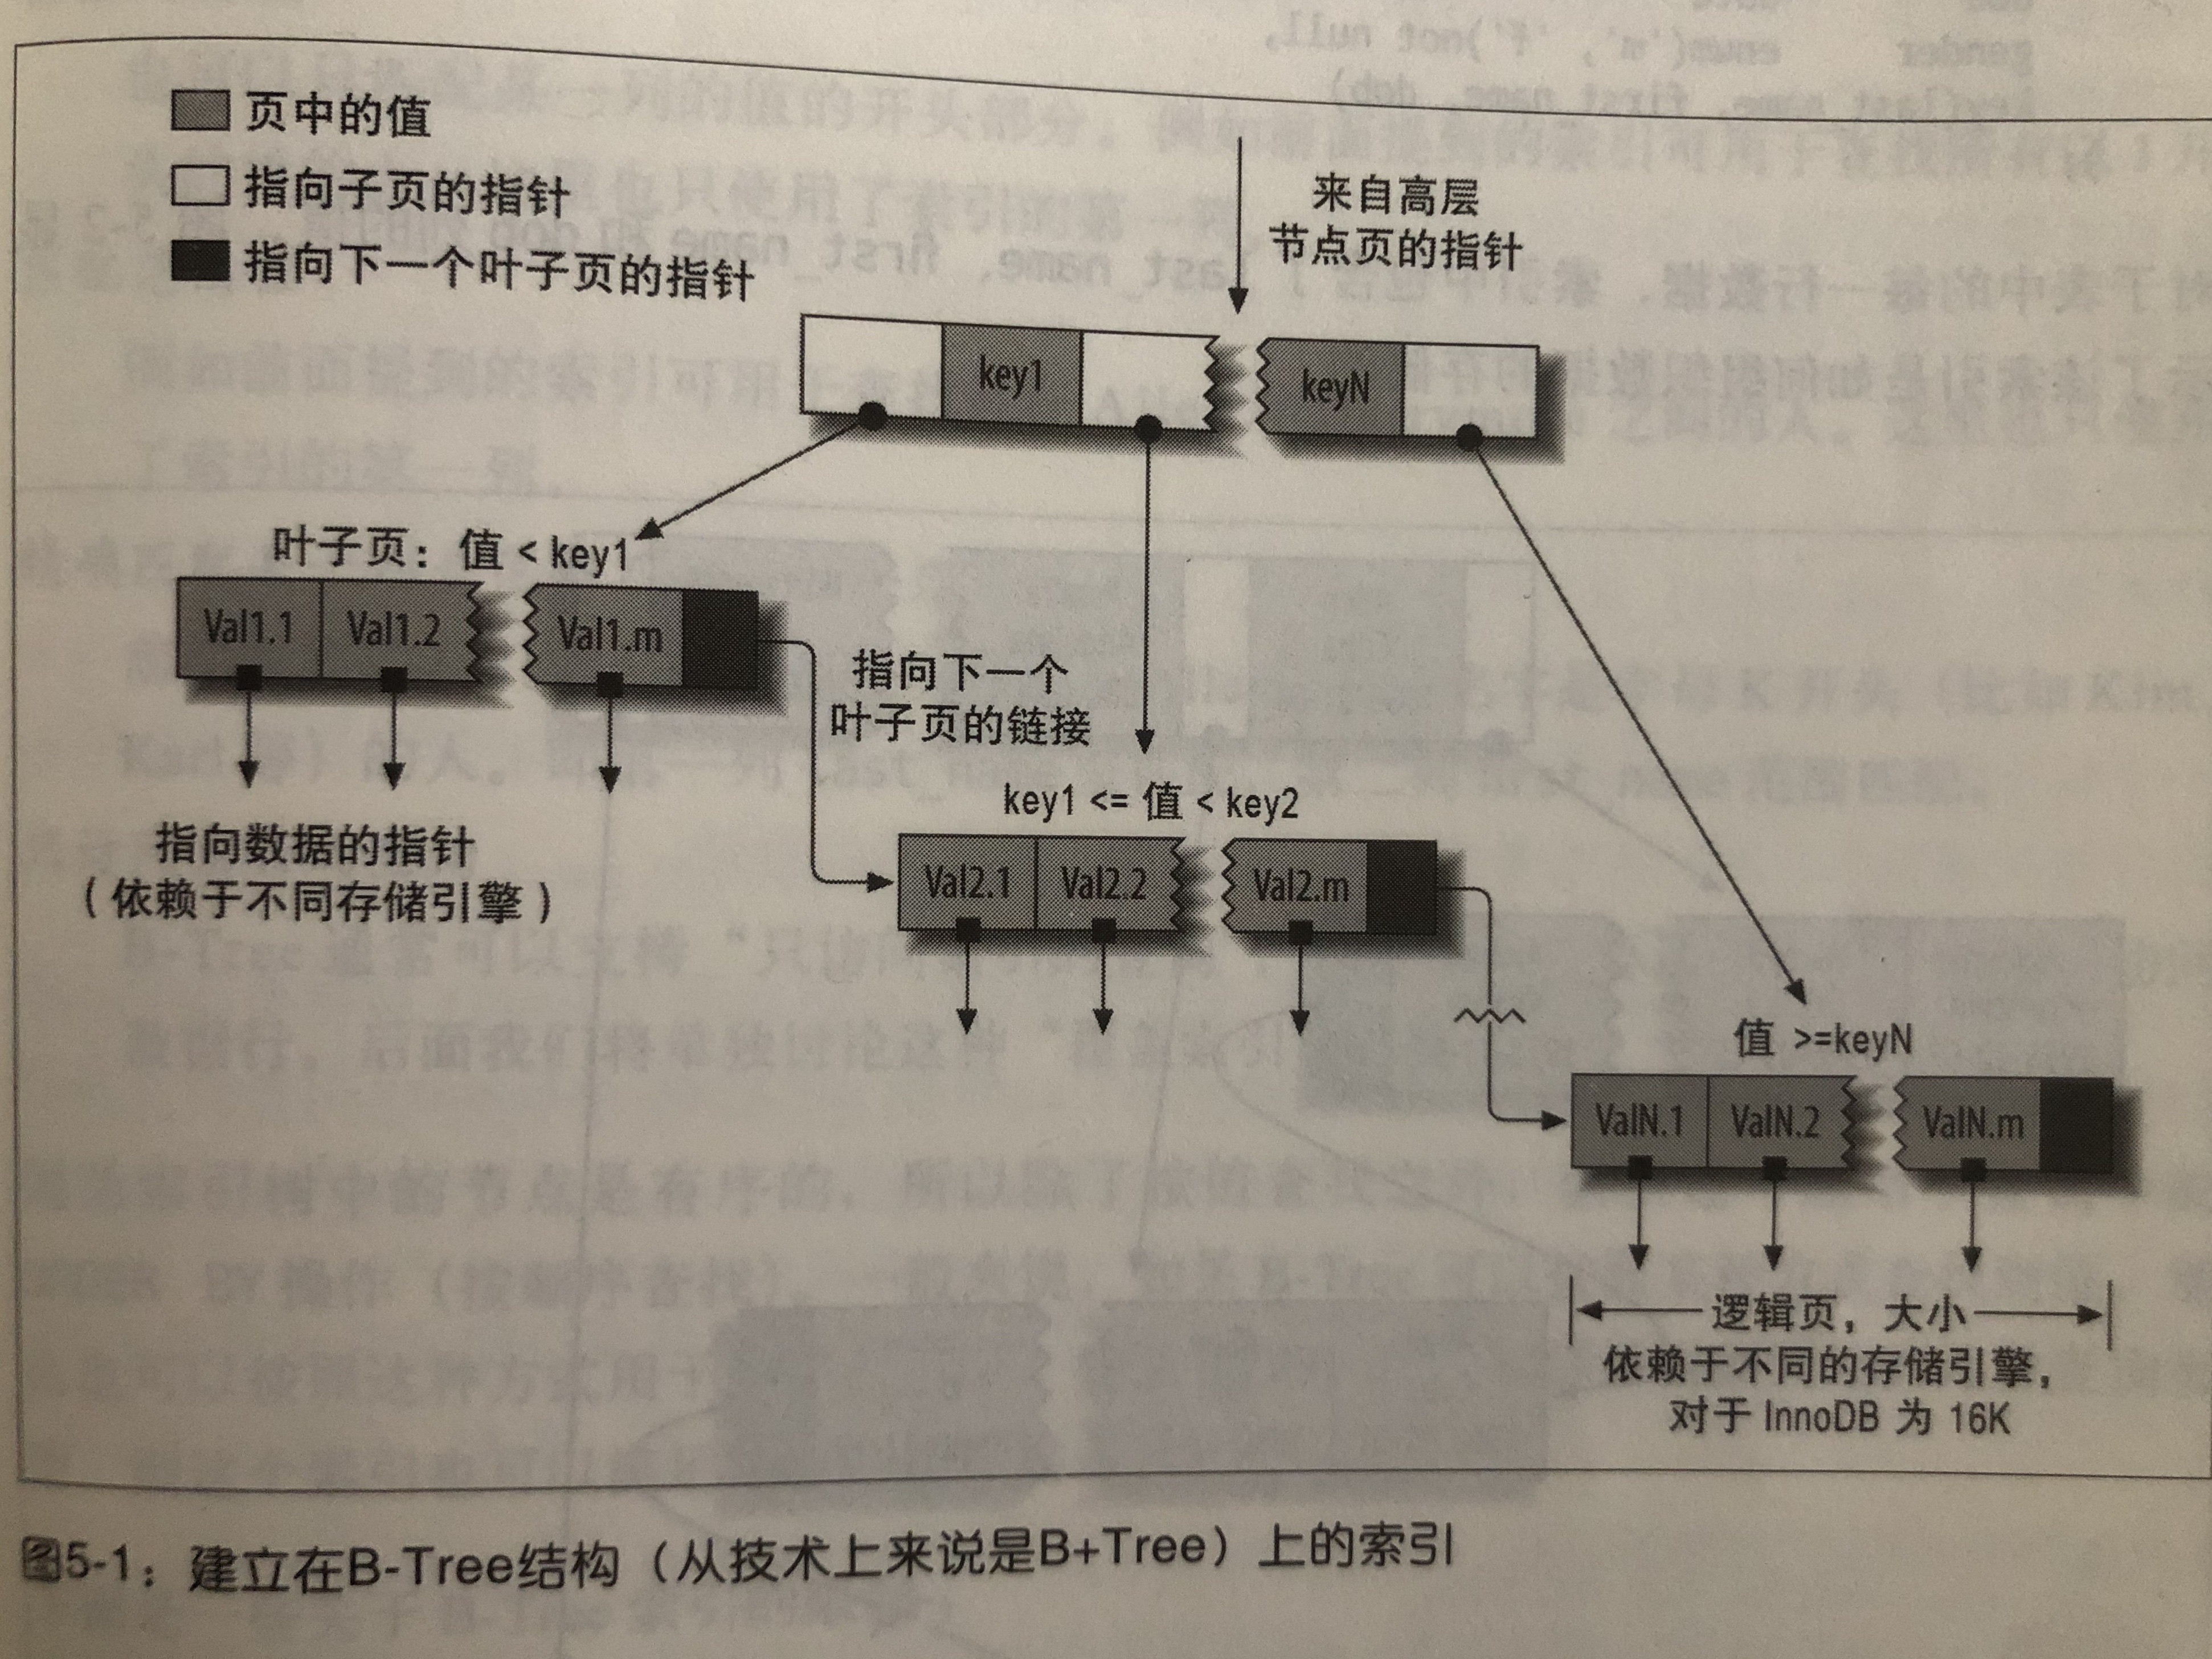 页中的值
指向子页的指针
指向下一个叶子页的指针
来自高层
节点页的指针
key1
keyN
叶子页：值 < key1
Val1.1
Val1.2
Val1.m
指向下一个
叶子页的链接
指向数据的指针
（依赖于不同存储引擎）
key1 <= 值 < key2
Val2.1
Val2.2
Val2.m
值 >=keyN
ValN.1
ValN.2
ValN.m
逻辑页，大小
依赖于不同的存储引擎，
对于 InnoDB 为 16K
图5-1：建立在B-Tree结构（从技术上来说是B+Tree）上的索引